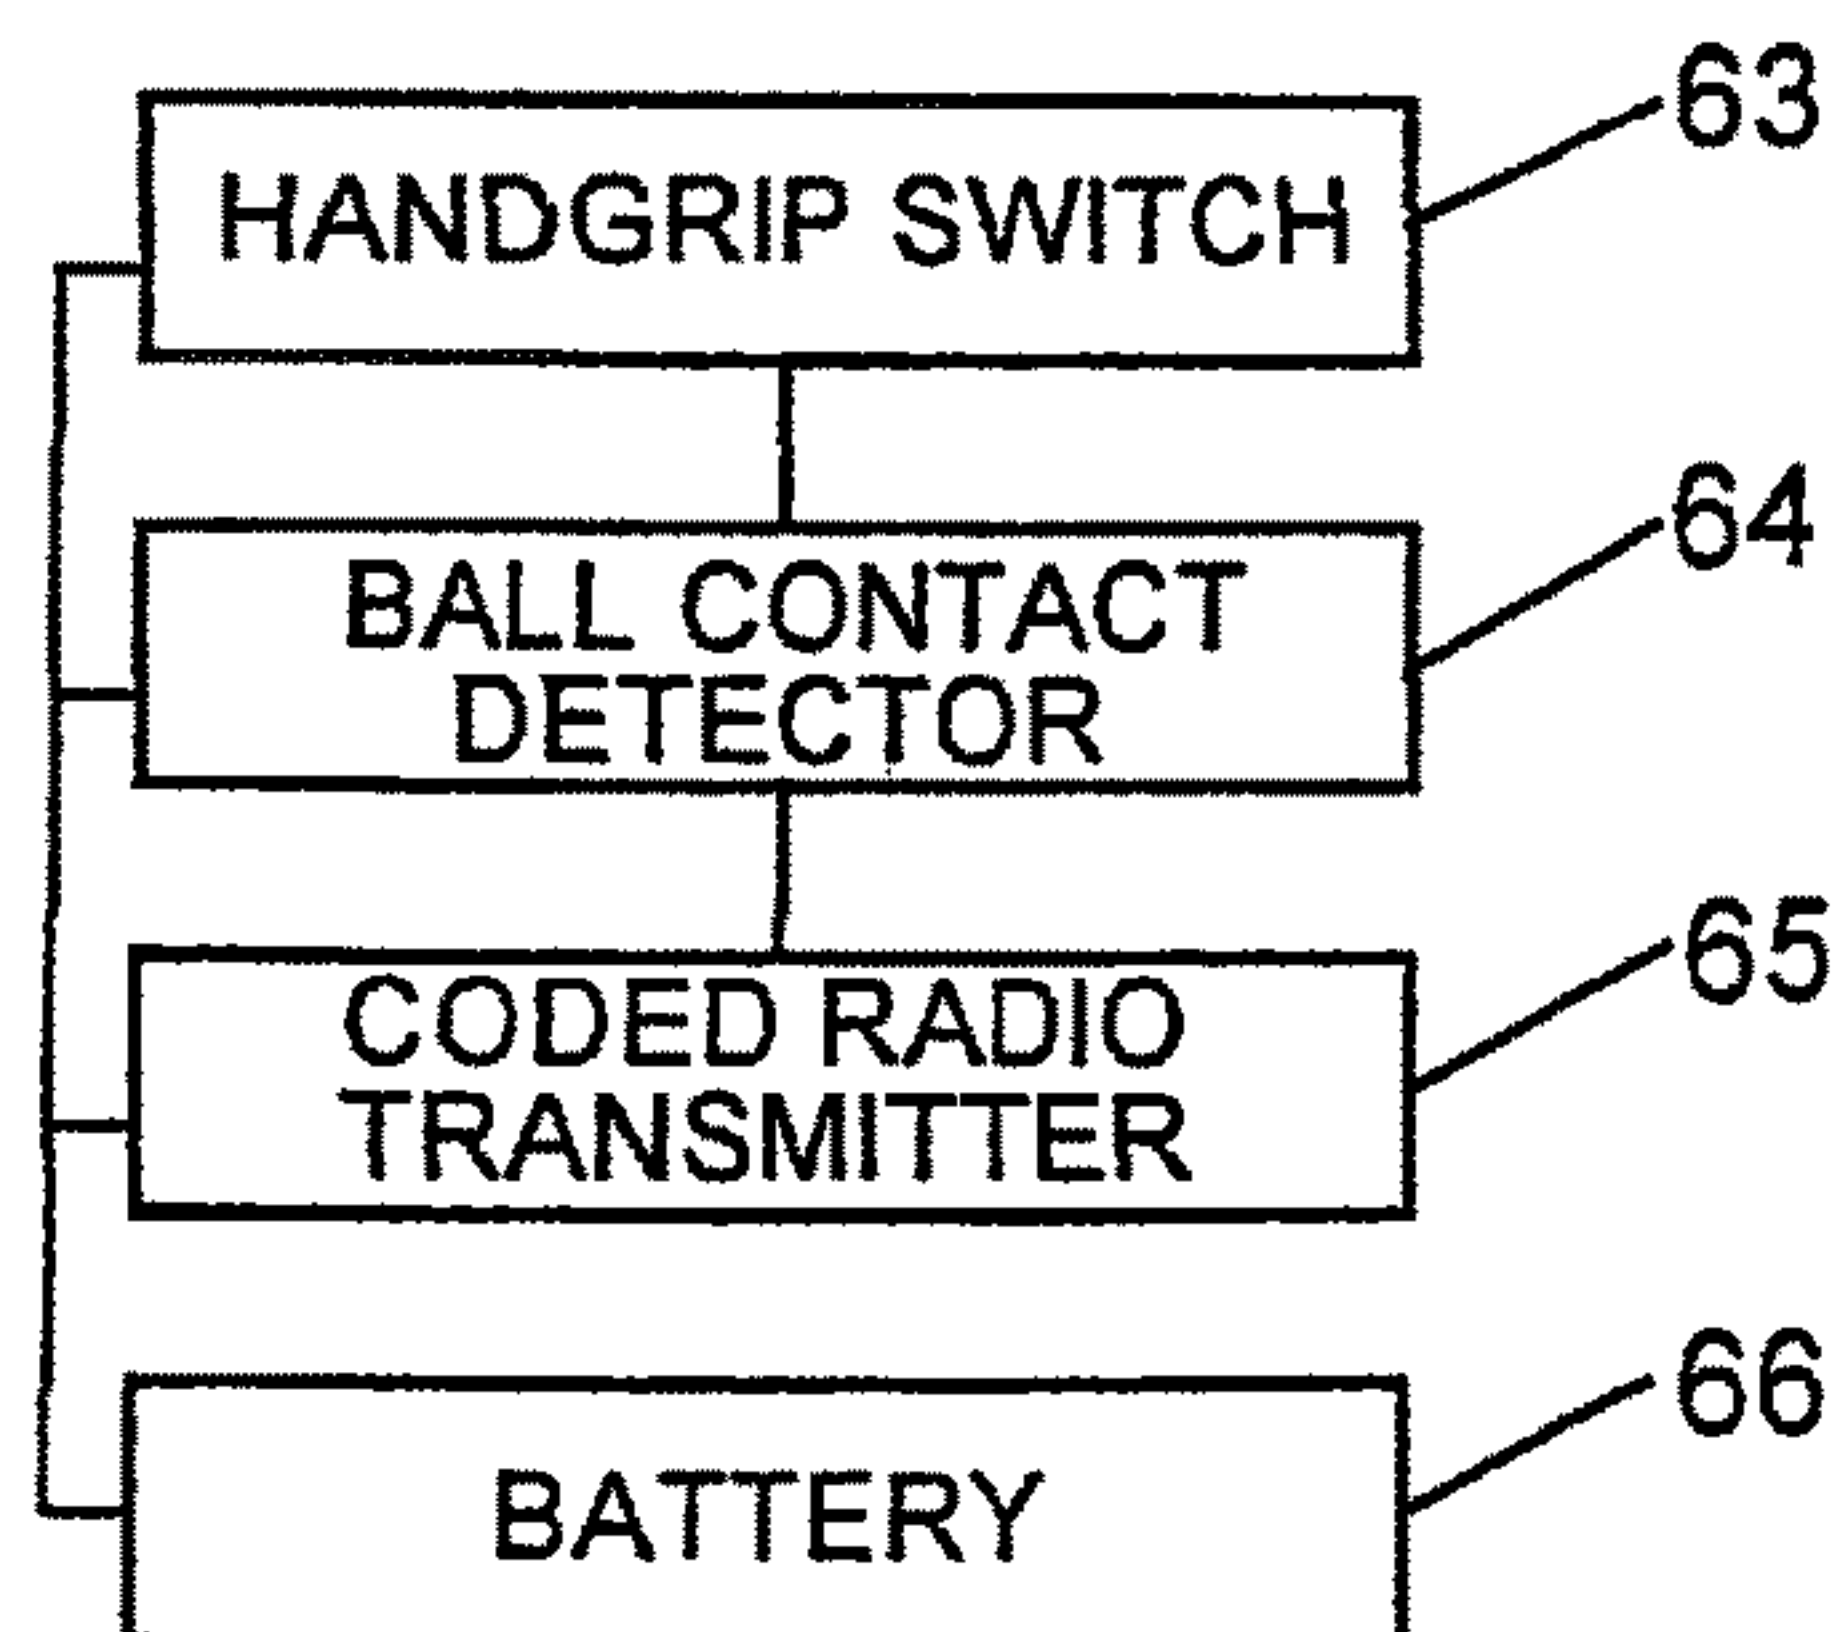 63
HANDGRIP SWITCH
64
BALL CONTACT
DETECTOR
65
CODED RADIO
TRANSMITTER
66
BATTERY